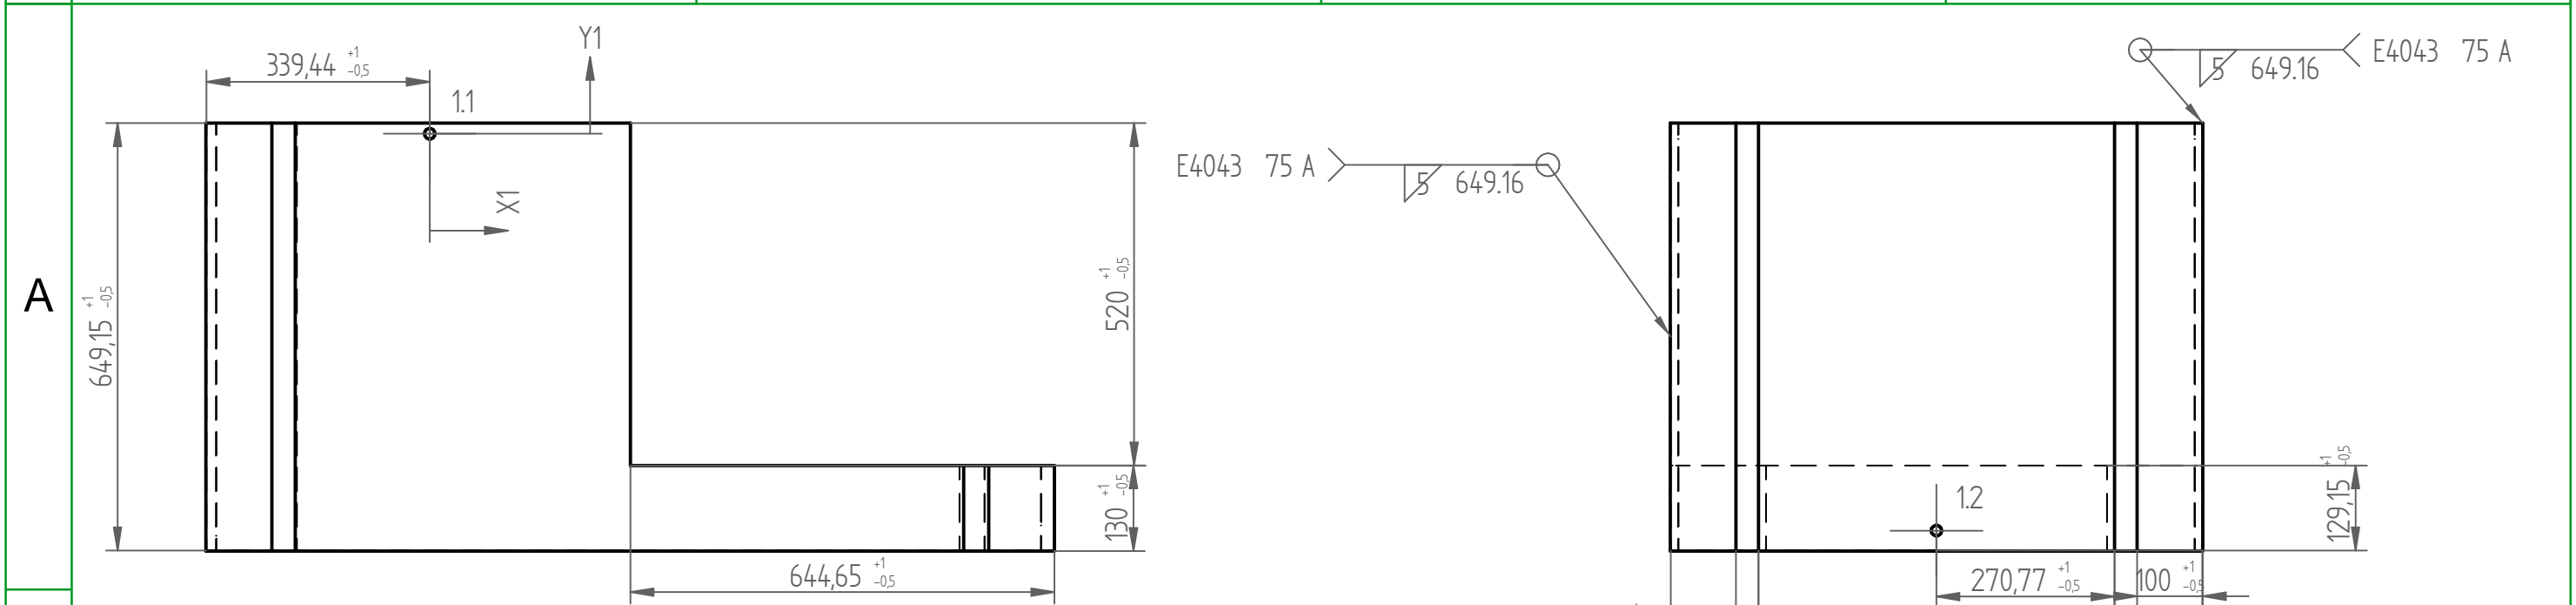 339,44 +1 -0,5
Y1
1.1
X1
A
649,15 +1 -0,5
520 +1 -0,5
130 +1 -0,5
644,65 +1 -0,5
E4043 75 A
5 649.16
E4043 75 A
5 649.16
1.2
129,15 +1 -0,5
270,77 +1 -0,5
100 +1 -0,5